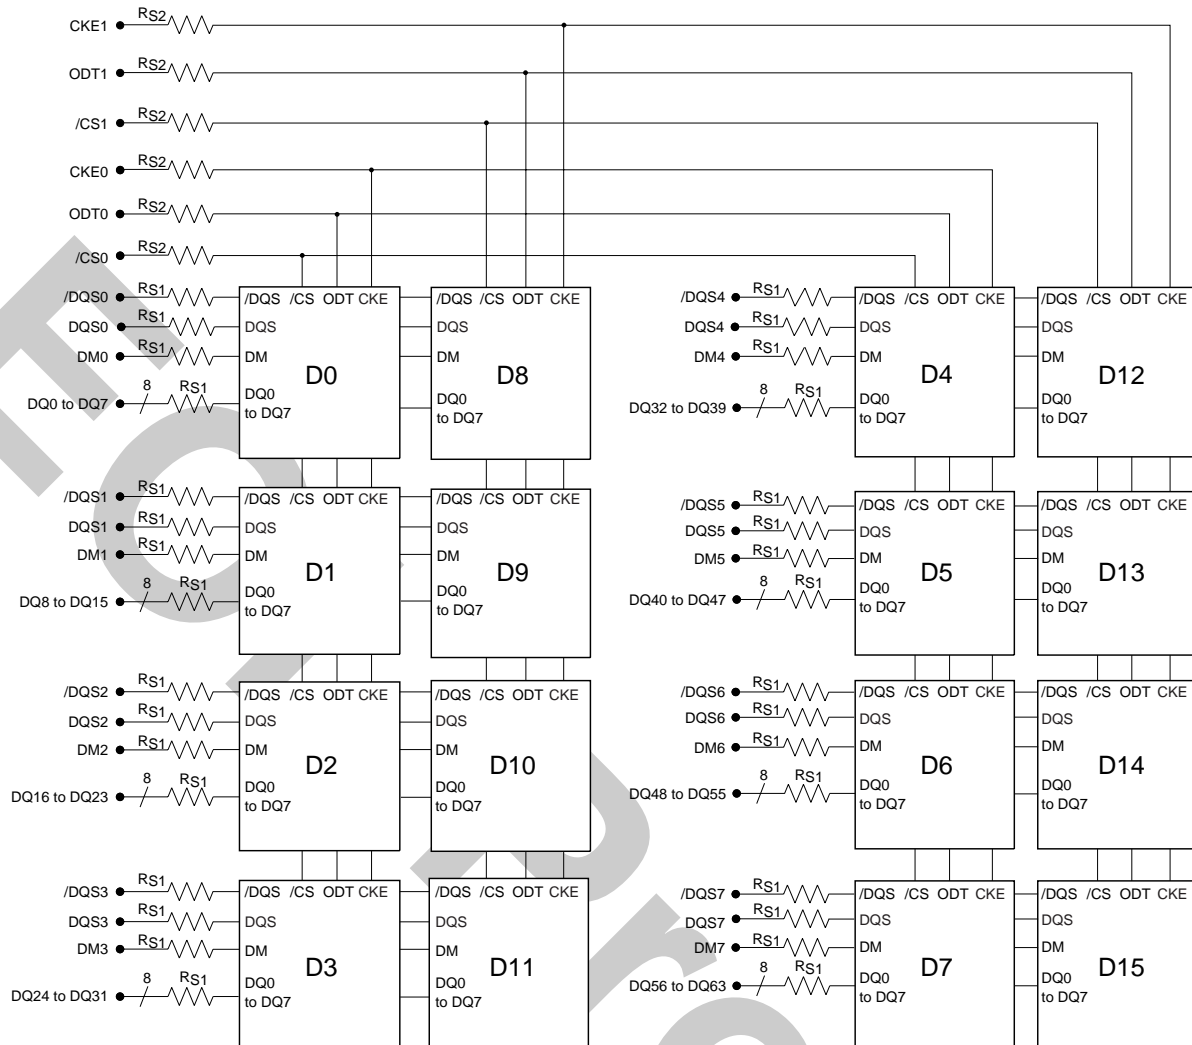 CKE1 RS2
ODT1 RS2
/CS1 RS2
CKE0 RS2
ODT0 RS2
/CS0 RS2
/DQS0 RS1
DQS0 RS1
DM0 RS1
DQ0 to DQ7 8 RS1
/DQS /CS ODT CKE
DQS
DM
D0
DQ0
to DQ7
/DQS /CS ODT CKE
DQS
DM
D8
DQ0
to DQ7
/DQS4 RS1
DQS4 RS1
DM4 RS1
DQ32 to DQ39 8 RS1
/DQS /CS ODT CKE
DQS
DM
D4
DQ0
to DQ7
/DQS /CS ODT CKE
DQS
DM
D12
DQ0
to DQ7
/DQS1 RS1
DQS1 RS1
DM1 RS1
DQ8 to DQ15 8 RS1
/DQS /CS ODT CKE
DQS
DM
D1
DQ0
to DQ7
/DQS /CS ODT CKE
DQS
DM
D9
DQ0
to DQ7
/DQS5 RS1
DQS5 RS1
DM5 RS1
DQ40 to DQ47 8 RS1
/DQS /CS ODT CKE
DQS
DM
D5
DQ0
to DQ7
/DQS /CS ODT CKE
DQS
DM
D13
DQ0
to DQ7
/DQS2 RS1
DQS2 RS1
DM2 RS1
DQ16 to DQ23 8 RS1
/DQS /CS ODT CKE
DQS
DM
D2
DQ0
to DQ7
/DQS /CS ODT CKE
DQS
DM
D10
DQ0
to DQ7
/DQS6 RS1
DQS6 RS1
DM6 RS1
DQ48 to DQ55 8 RS1
/DQS /CS ODT CKE
DQS
DM
D6
DQ0
to DQ7
/DQS /CS ODT CKE
DQS
DM
D14
DQ0
to DQ7
/DQS3 RS1
DQS3 RS1
DM3 RS1
DQ24 to DQ31 8 RS1
/DQS /CS ODT CKE
DQS
DM
D3
DQ0
to DQ7
/DQS /CS ODT CKE
DQS
DM
D11
DQ0
to DQ7
/DQS7 RS1
DQS7 RS1
DM7 RS1
DQ56 to DQ63 8 RS1
/DQS /CS ODT CKE
DQS
DM
D7
DQ0
to DQ7
/DQS /CS ODT CKE
DQS
DM
D15
DQ0
to DQ7